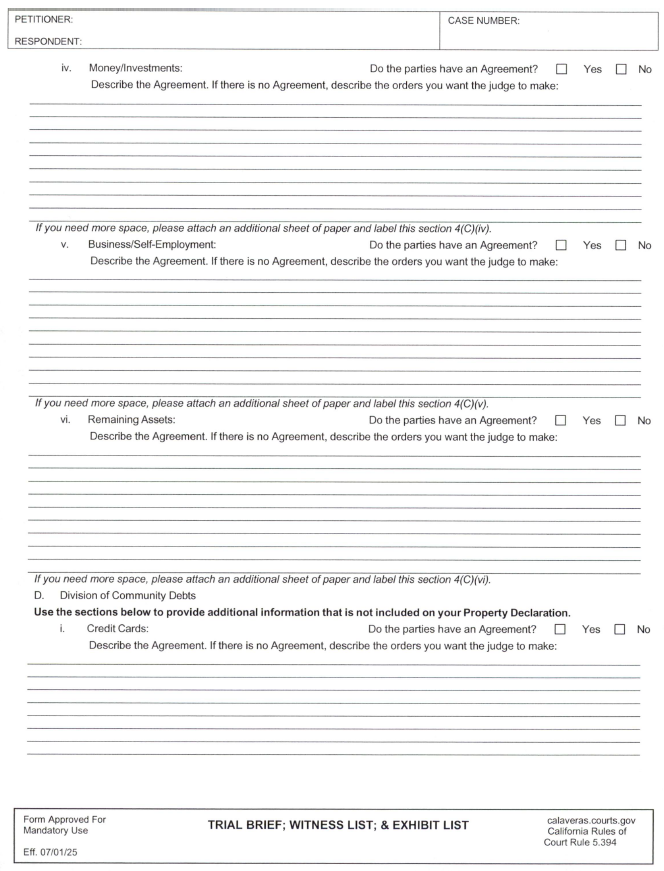 PETITIONER:
CASE NUMBER:
RESPONDENT:
iv. Money/Investments: Do the parties have an Agreement? Yes No
Describe the Agreement. If there is no Agreement, describe the orders you want the judge to make:
If you need more space, please attach an additional sheet of paper and label this section 4(C)(iv).
v. Business/Self-Employment: Do the parties have an Agreement? Yes No
Describe the Agreement. If there is no Agreement, describe the orders you want the judge to make:
If you need more space, please attach an additional sheet of paper and label this section 4(C)(v).
vi. Remaining Assets: Do the parties have an Agreement? Yes No
Describe the Agreement. If there is no Agreement, describe the orders you want the judge to make:
If you need more space, please attach an additional sheet of paper and label this section 4(C)(vi).
D. Division of Community Debts
Use the sections below to provide additional information that is not included on your Property Declaration.
i. Credit Cards: Do the parties have an Agreement? Yes No
Describe the Agreement. If there is no Agreement, describe the orders you want the judge to make:
Form Approved For
Mandatory Use
Eff. 07/01/25
TRIAL BRIEF; WITNESS LIST; & EXHIBIT LIST
calaveras.courts.gov
California Rules of
Court Rule 5.394